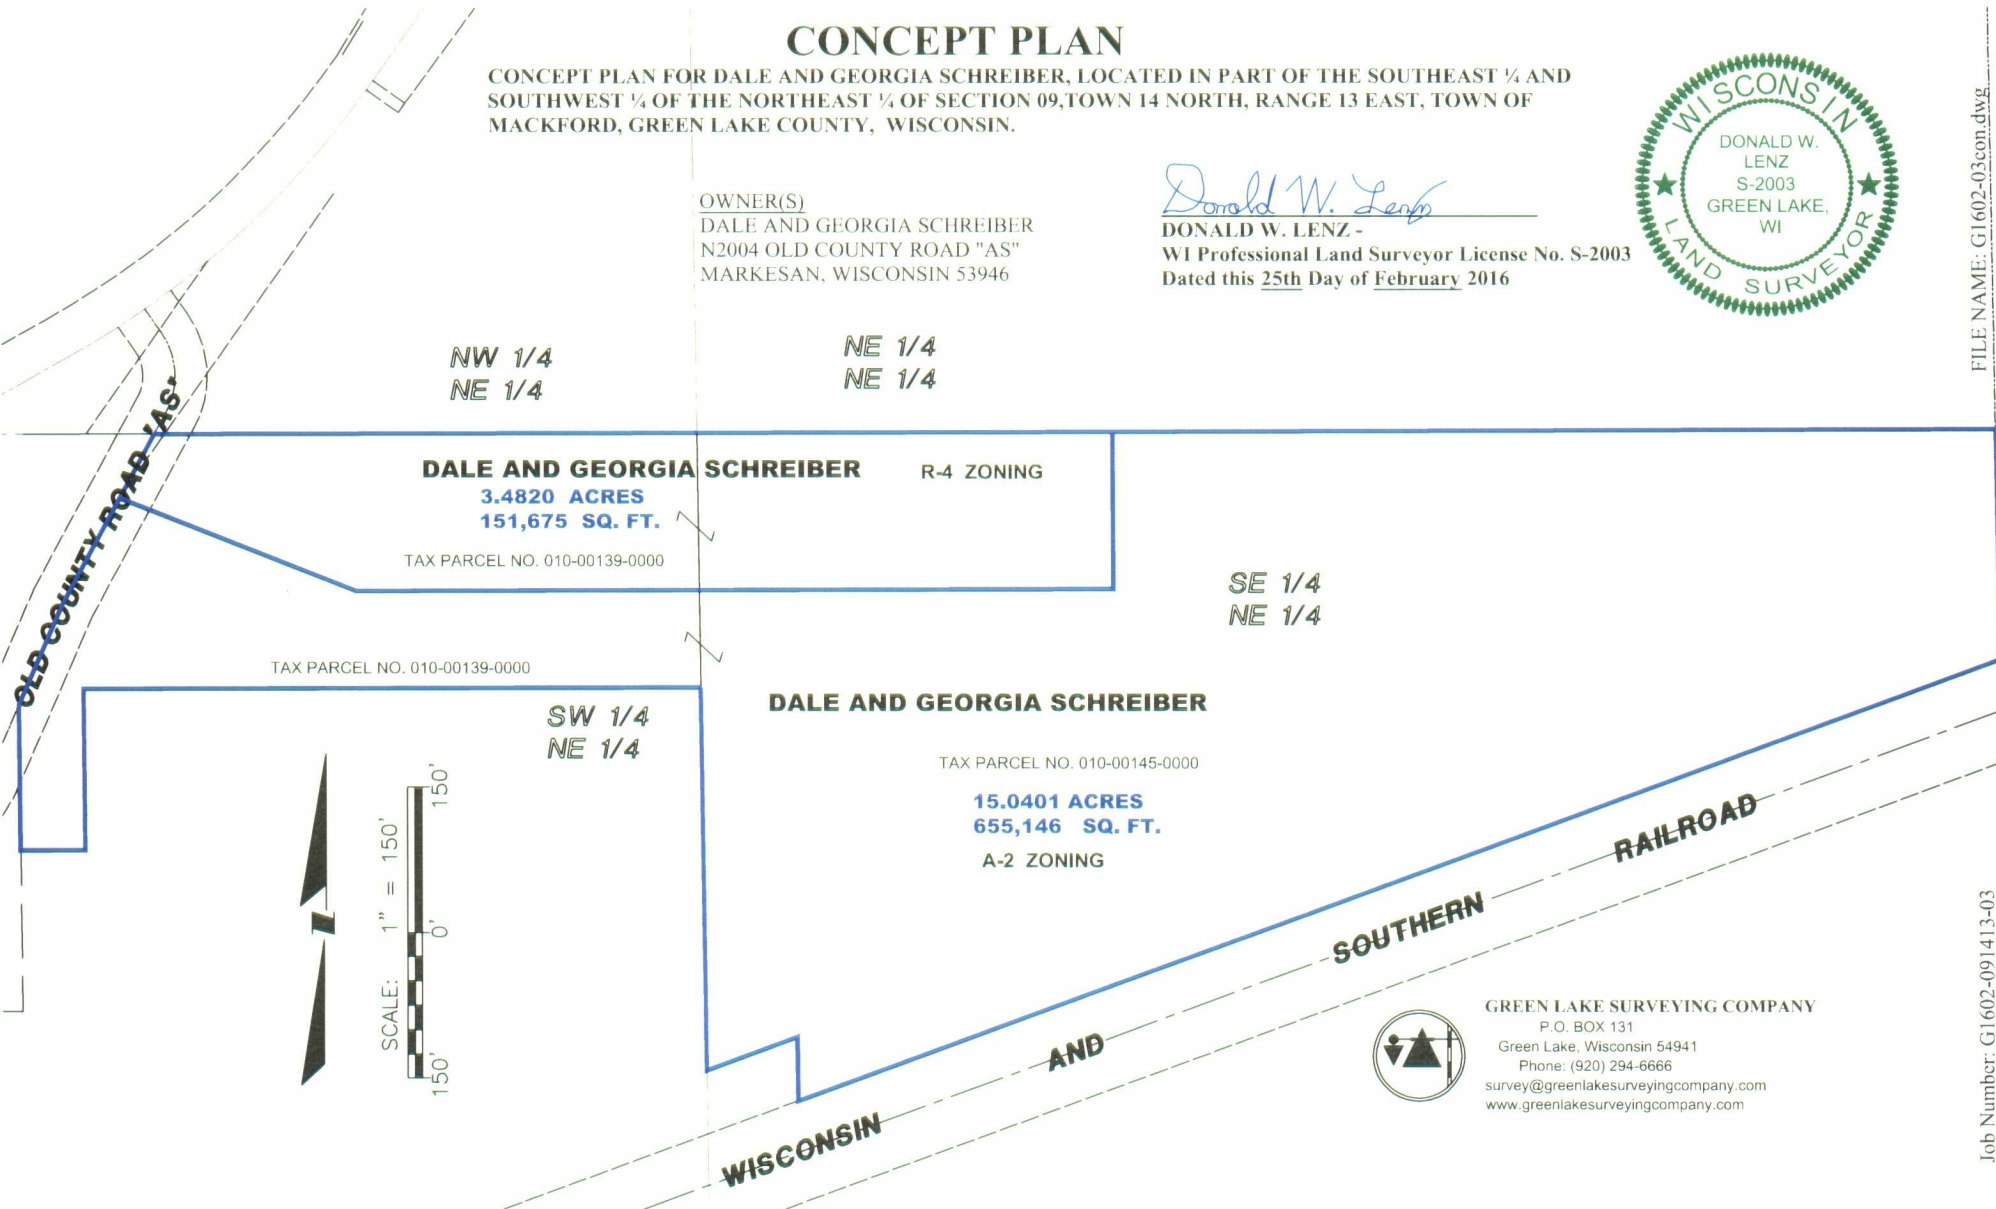 CONCEPT PLAN
CONCEPT PLAN FOR DALE AND GEORGIA SCHREIBER, LOCATED IN PART OF THE SOUTHEAST ¼ AND
SOUTHWEST ¼ OF THE NORTHEAST ¼ OF SECTION 09,TOWN 14 NORTH, RANGE 13 EAST, TOWN OF
MACKFORD, GREEN LAKE COUNTY, WISCONSIN.
OWNER(S)
DALE AND GEORGIA SCHREIBER
N2004 OLD COUNTY ROAD "AS"
MARKESAN, WISCONSIN 53946
Donald W. Lenz
DONALD W. LENZ -
WI Professional Land Surveyor License No. S-2003
Dated this 25th Day of February 2016
WISCONSIN
DONALD W.
LENZ
S-2003
GREEN LAKE,
WI
LAND SURVEYOR
FILE NAME: G1602-03con.dwg
NW 1/4
NE 1/4
NE 1/4
NE 1/4
OLD COUNTY ROAD 'AS'
DALE AND GEORGIA SCHREIBER
R-4 ZONING
3.4820 ACRES
151,675 SQ. FT.
TAX PARCEL NO. 010-00139-0000
SE 1/4
NE 1/4
TAX PARCEL NO. 010-00139-0000
SW 1/4
NE 1/4
DALE AND GEORGIA SCHREIBER
TAX PARCEL NO. 010-00145-0000
15.0401 ACRES
655,146 SQ. FT.
A-2 ZONING
n
SCALE: 1" = 150'
150'
0'
150'
WISCONSIN AND SOUTHERN RAILROAD
GREEN LAKE SURVEYING COMPANY
P.O. BOX 131
Green Lake, Wisconsin 54941
Phone: (920) 294-6666
survey@greenlakesurveyingcompany.com
www.greenlakesurveyingcompany.com
Job Number: G1602-091413-03